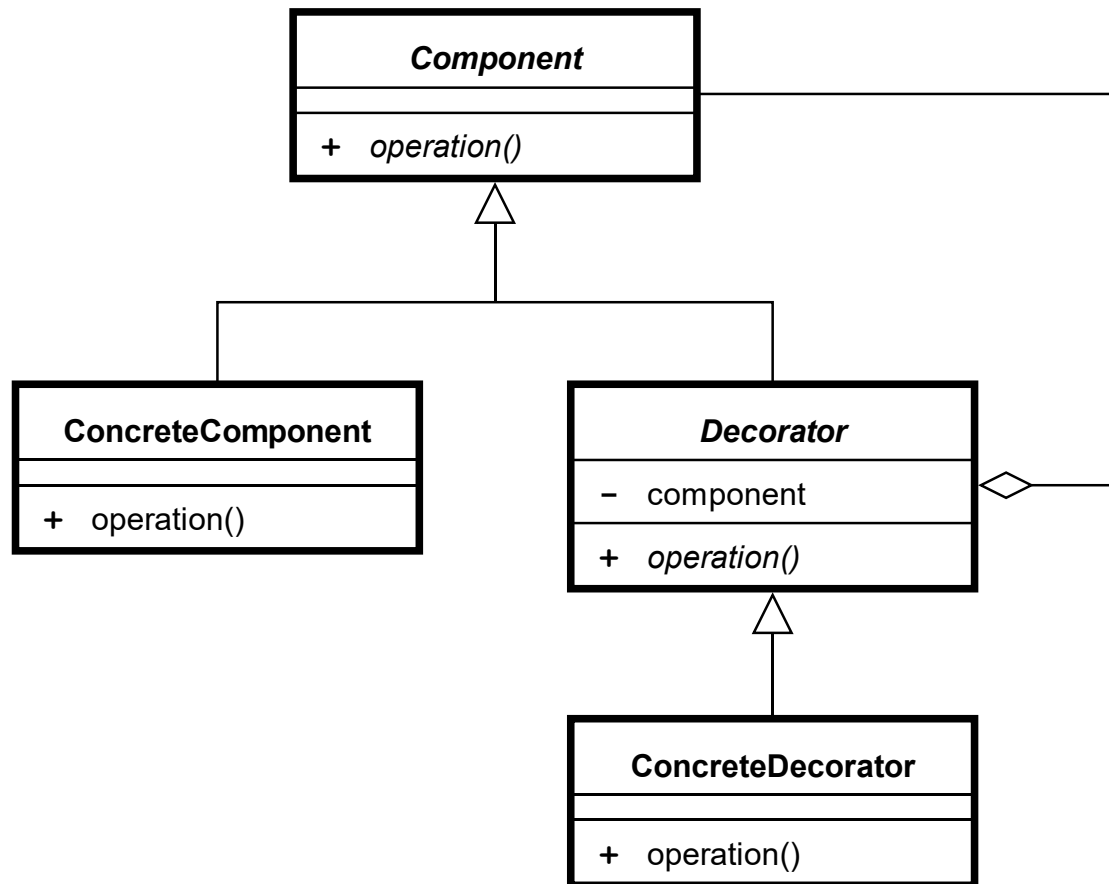 Component
+ operation()
ConcreteComponent
+ operation()
Decorator
- component
+ operation()
ConcreteDecorator
+ operation()